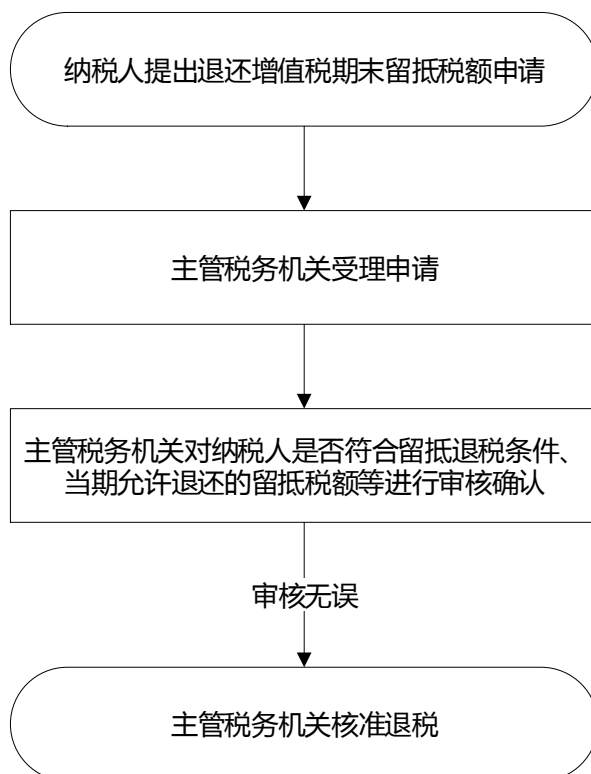 纳税人提出退还增值税期末留抵税额申请
主管税务机关受理申请
主管税务机关对纳税人是否符合留抵退税条件、
当期允许退还的留抵税额等进行审核确认
审核无误
主管税务机关核准退税